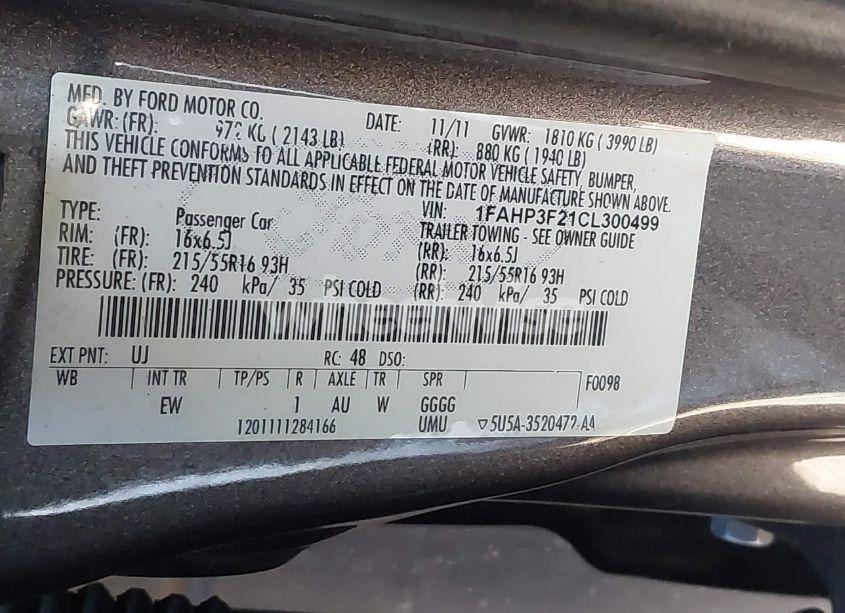 MFD. BY FORD MOTOR CO. DATE: 11/11 GVWR: 1810 KG ( 3990 LB)
GAWR: (FR): 972 KG ( 2143 LB) (RR): 880 KG ( 1940 LB)
THIS VEHICLE CONFORMS TO ALL APPLICABLE FEDERAL MOTOR VEHICLE SAFETY, BUMPER,
AND THEFT PREVENTION STANDARDS IN EFFECT ON THE DATE OF MANUFACTURE SHOWN ABOVE.
VIN: 1FAHP3F21CL300499
TYPE: Passenger Car TRAILER TOWING - SEE OWNER GUIDE
RIM: (FR): 16x6.5J (RR): 16x6.5J
TIRE: (FR): 215/55R16 93H (RR): 215/55R16 93H
PRESSURE: (FR): 240 kPa/ 35 PSI COLD (RR): 240 kPa/ 35 PSI COLD
EXT PNT: UJ RC: 48 DSO:
WB INT TR TP/PS R AXLE TR SPR F0098
EW 1 AU W GGGG
1201111284166 UMU ▽5U5A-3520472-AA